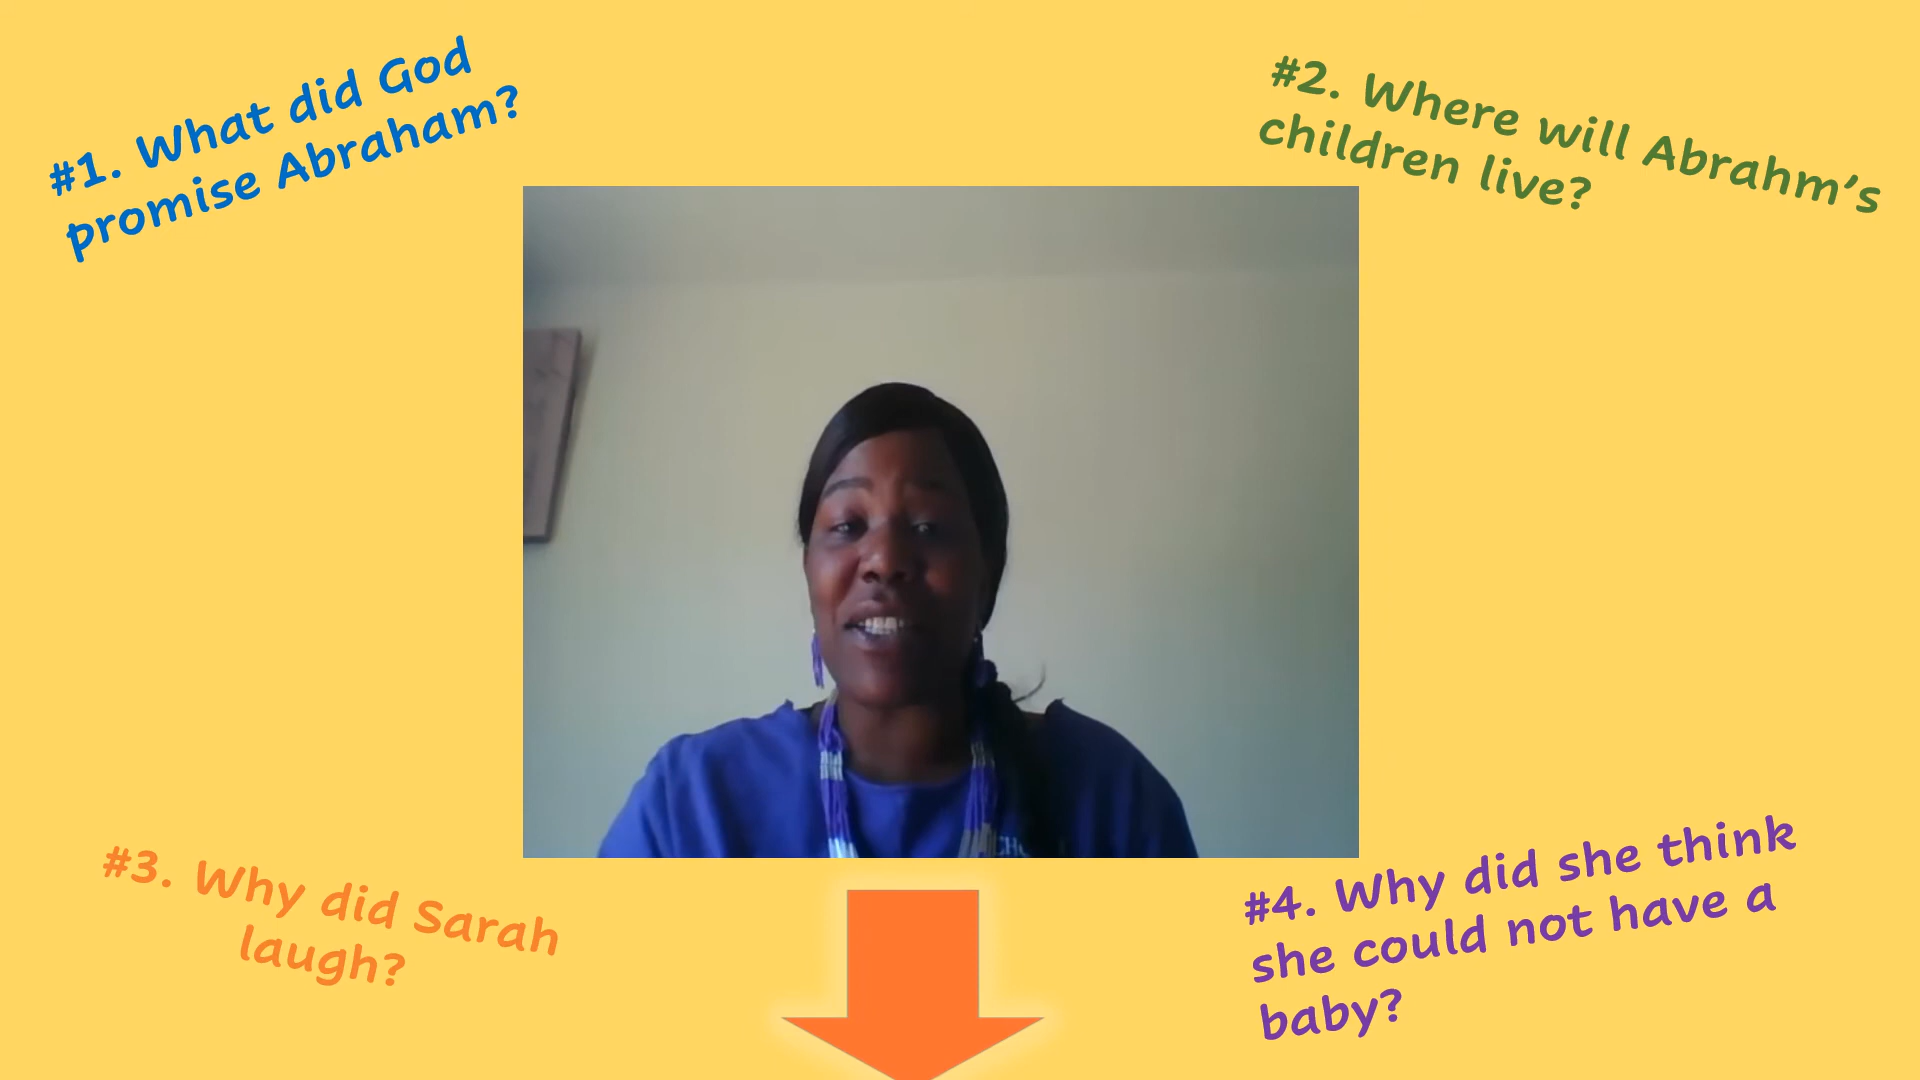 #1. What did God
promise Abraham?
#2. Where will Abrahm's
children live?
#3. Why did Sarah
laugh?
#4. Why did she think
she could not have a
baby?